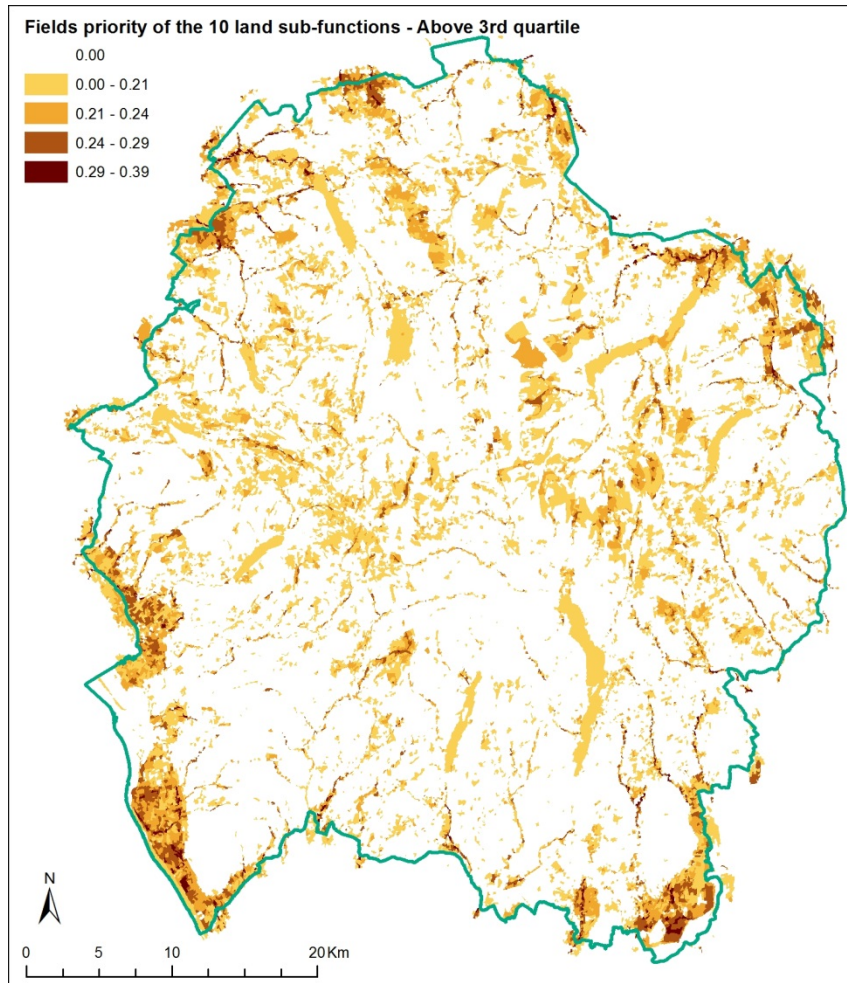 Fields priority of the 10 land sub-functions - Above 3rd quartile
0.00
0.00 - 0.21
0.21 - 0.24
0.24 - 0.29
0.29 - 0.39
N
0 5 10 20 Km